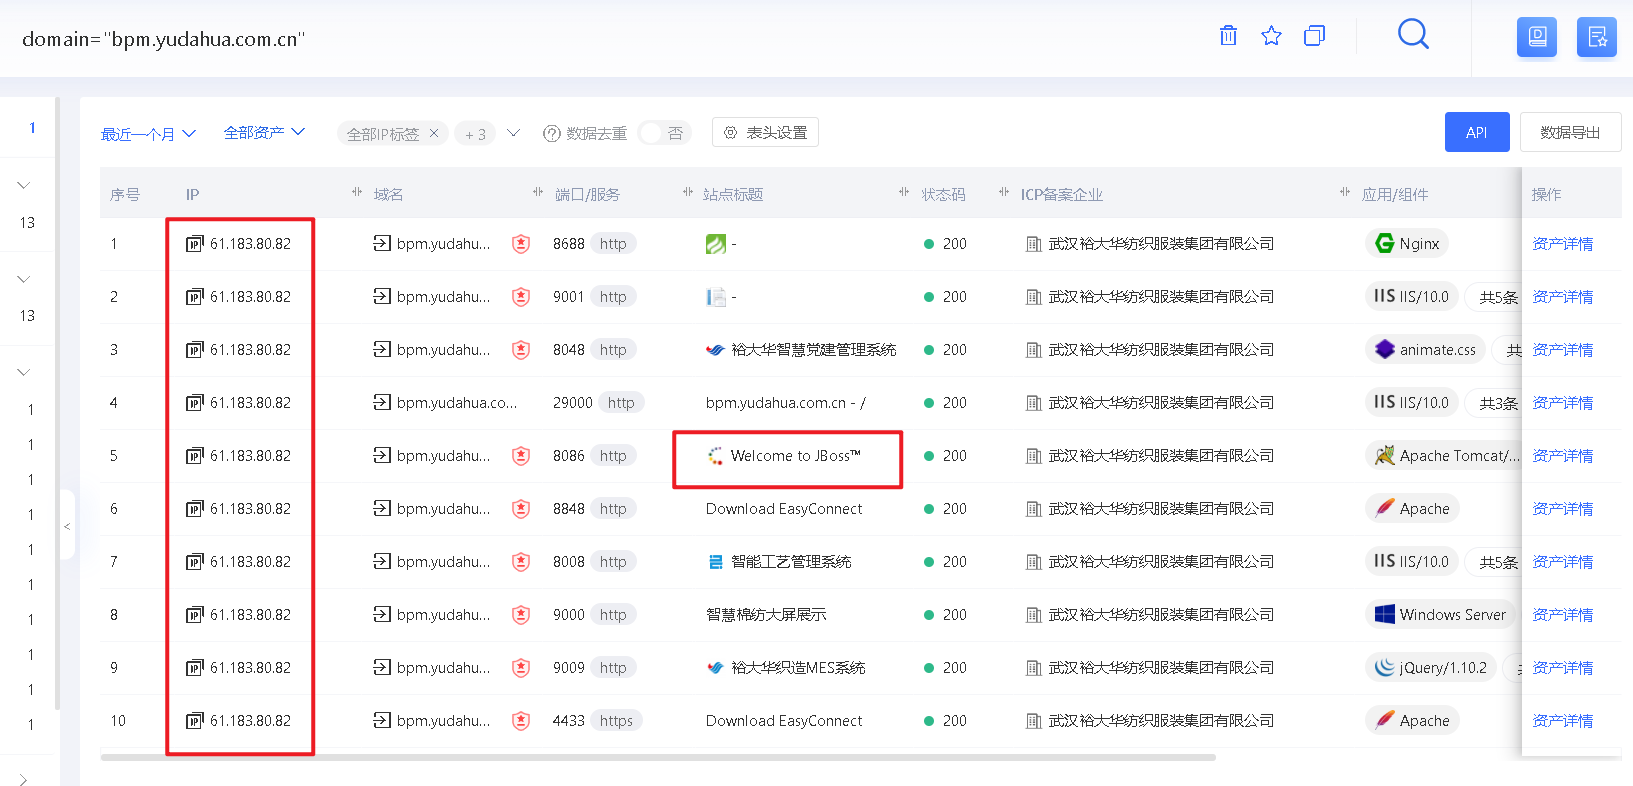 domain="bpm.yudahua.com.cn"
1
13
13
1
1
1
1
1
1
1
1
1
1
最近一个月 全部资产 全部IP标签 × + 3 数据去重 否 表头设置 API 数据导出
序号 IP 域名 端口/服务 站点标题 状态码 ICP备案企业 应用/组件 操作
1 IP 61.183.80.82 bpm.yudahu... 8688 http - 200 武汉裕大华纺织服装集团有限公司 Nginx 资产详情
2 IP 61.183.80.82 bpm.yudahu... 9001 http - 200 武汉裕大华纺织服装集团有限公司 IIS IIS/10.0 共5条 资产详情
3 IP 61.183.80.82 bpm.yudahu... 8048 http 裕大华智慧党建管理系统 200 武汉裕大华纺织服装集团有限公司 animate.css 共 资产详情
4 IP 61.183.80.82 bpm.yudahua.co... 29000 http bpm.yudahua.com.cn - / 200 武汉裕大华纺织服装集团有限公司 IIS IIS/10.0 共3条 资产详情
5 IP 61.183.80.82 bpm.yudahu... 8086 http Welcome to JBoss™ 200 武汉裕大华纺织服装集团有限公司 Apache Tomcat/... 资产详情
6 IP 61.183.80.82 bpm.yudahu... 8848 http Download EasyConnect 200 武汉裕大华纺织服装集团有限公司 Apache 资产详情
7 IP 61.183.80.82 bpm.yudahu... 8008 http 智能工艺管理系统 200 武汉裕大华纺织服装集团有限公司 IIS IIS/10.0 共5条 资产详情
8 IP 61.183.80.82 bpm.yudahu... 9000 http 智慧棉纺大屏展示 200 武汉裕大华纺织服装集团有限公司 Windows Server 资产详情
9 IP 61.183.80.82 bpm.yudahu... 9009 http 裕大华织造MES系统 200 武汉裕大华纺织服装集团有限公司 jQuery/1.10.2 资产详情
10 IP 61.183.80.82 bpm.yudahu... 4433 https Download EasyConnect 200 武汉裕大华纺织服装集团有限公司 Apache 资产详情